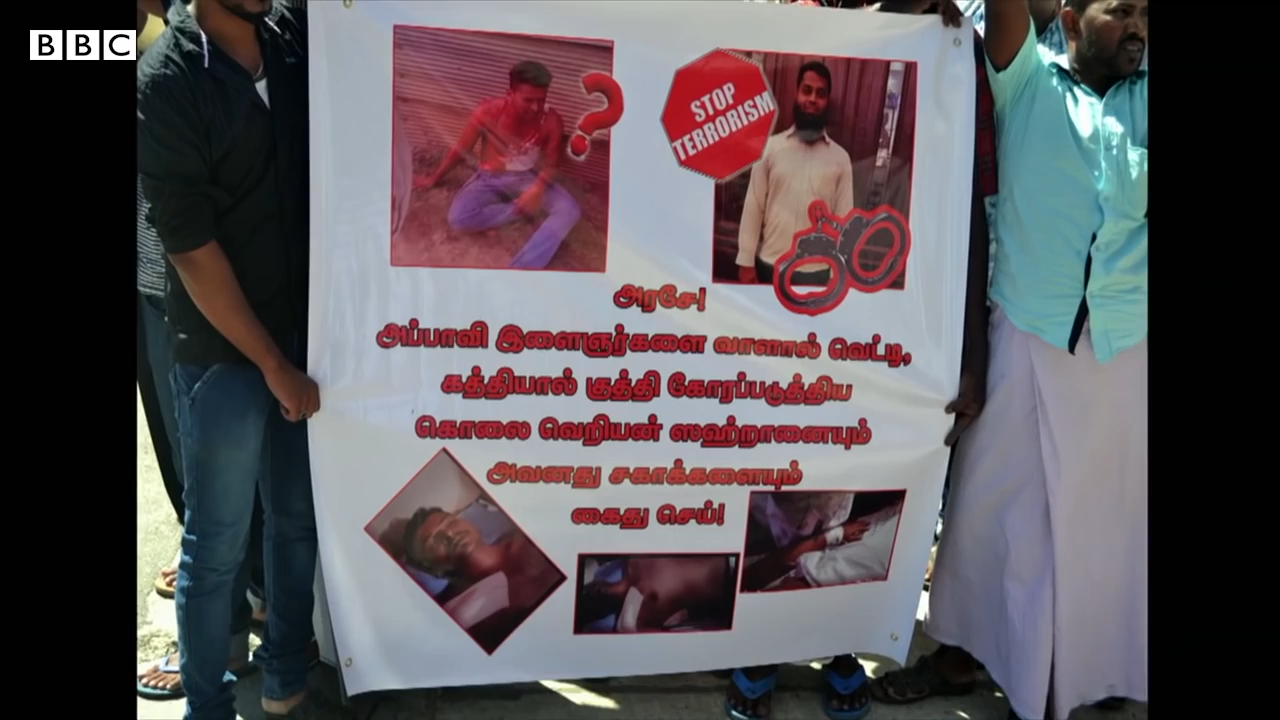 BBC
STOP
TERRORISM
அரசே!
அப்பாவி இளைஞர்களை வாளால் வெட்டி,
கத்தியால் குத்தி கோரப்படுத்திய
கொலை வெறியன் ஸஹ்றானையும்
அவனது சகாக்களையும்
கைது செய்!